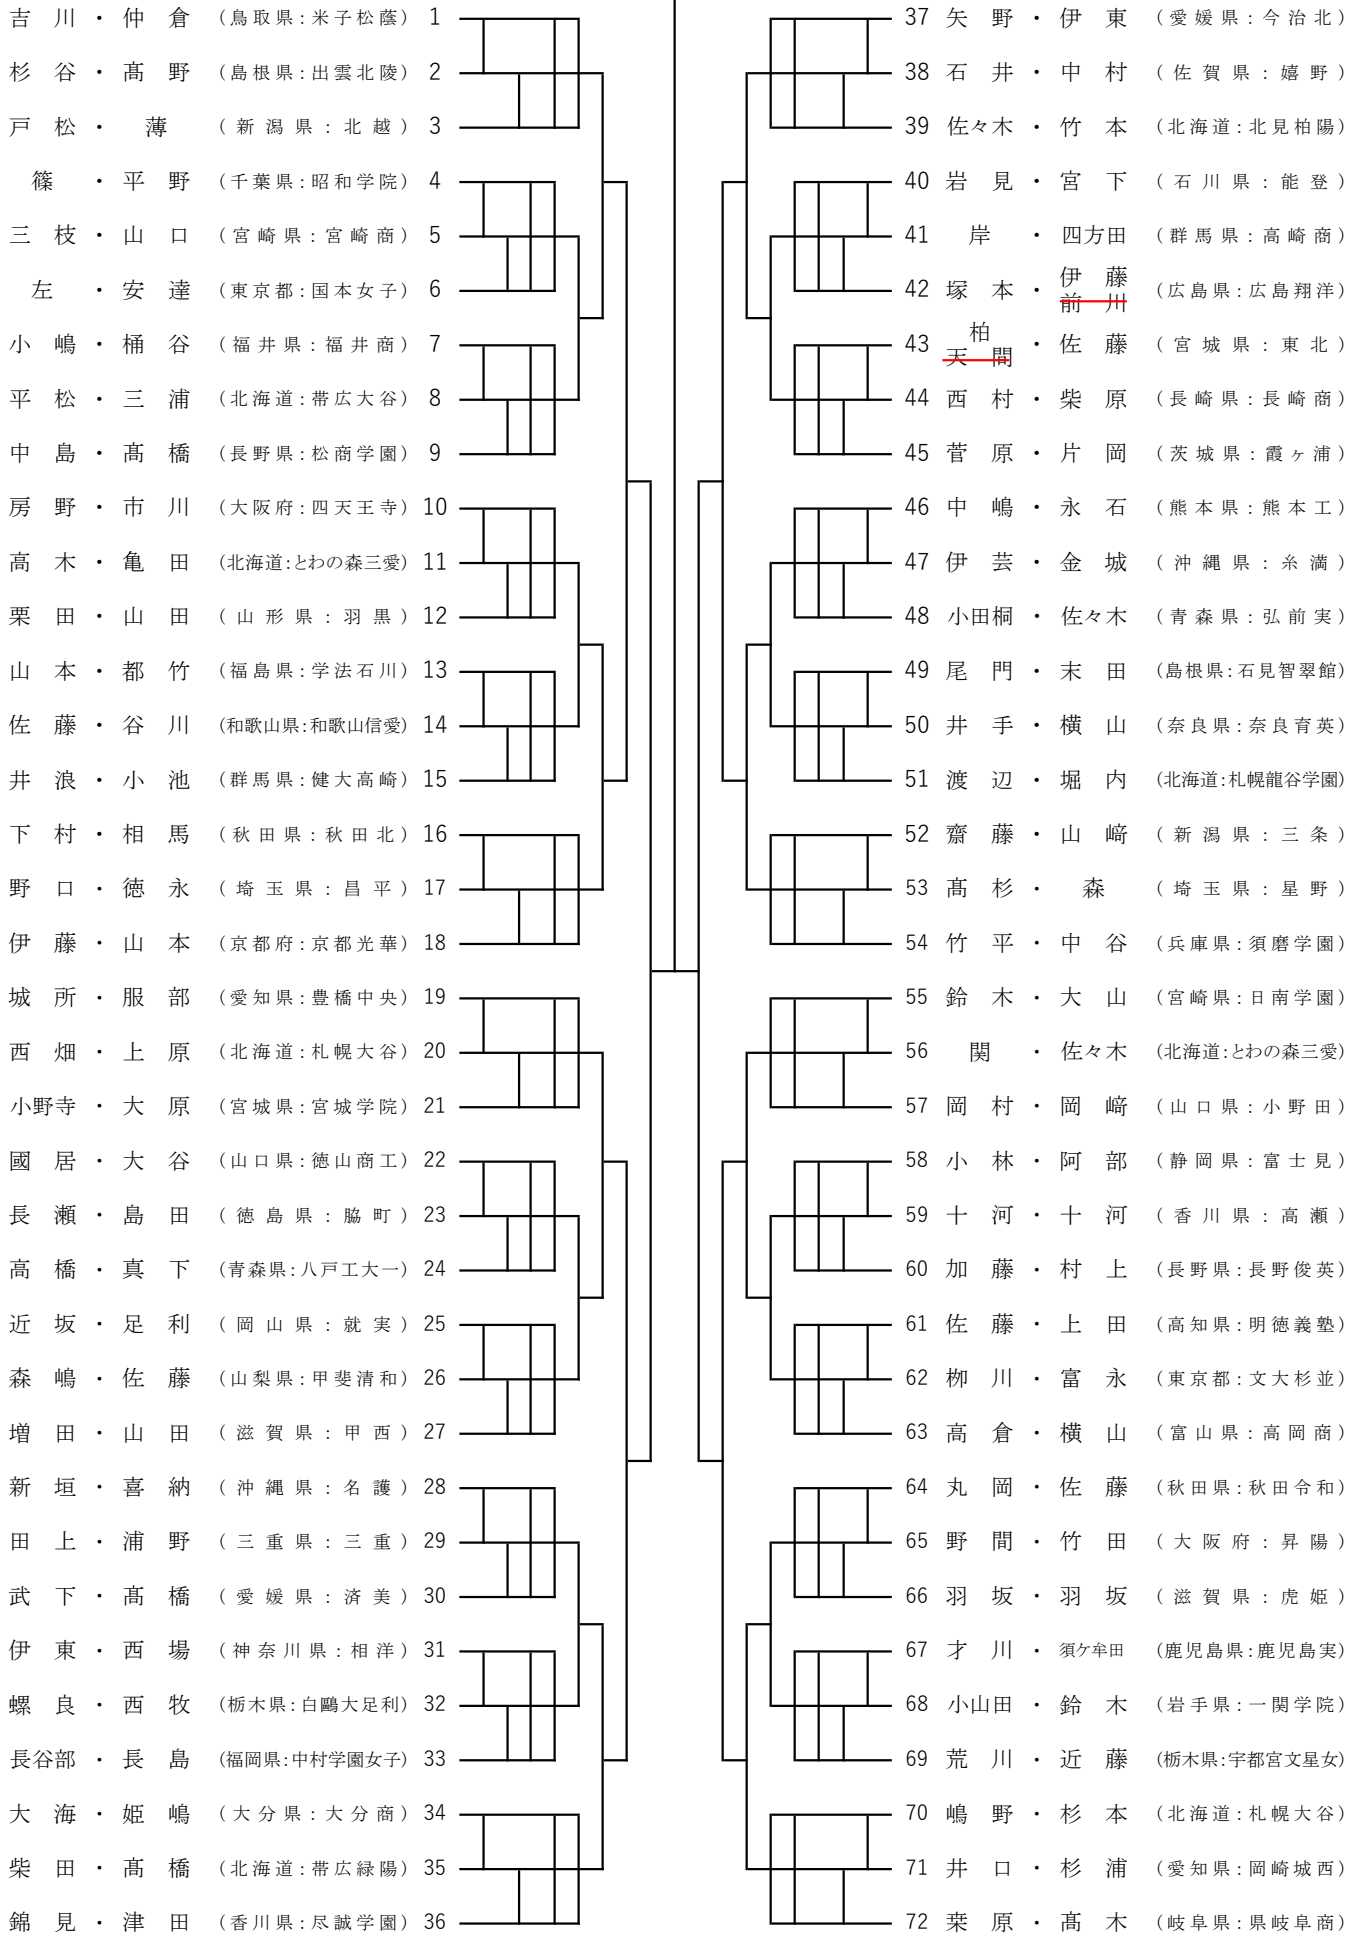 吉川・仲倉 (鳥取県:米子松蔭) 1
杉谷・髙野 (島根県:出雲北陵) 2
戸松・薄 (新潟県:北越) 3
篠・平野 (千葉県:昭和学院) 4
三枝・山口 (宮崎県:宮崎商) 5
左・安達 (東京都:国本女子) 6
小嶋・桶谷 (福井県:福井商) 7
平松・三浦 (北海道:帯広大谷) 8
中島・髙橋 (長野県:松商学園) 9
房野・市川 (大阪府:四天王寺) 10
高木・亀田 (北海道:とわの森三愛) 11
栗田・山田 (山形県:羽黒) 12
山本・都竹 (福島県:学法石川) 13
佐藤・谷川 (和歌山県:和歌山信愛) 14
井浪・小池 (群馬県:健大高崎) 15
下村・相馬 (秋田県:秋田北) 16
野口・徳永 (埼玉県:昌平) 17
伊藤・山本 (京都府:京都光華) 18
城所・服部 (愛知県:豊橋中央) 19
西畑・上原 (北海道:札幌大谷) 20
小野寺・大原 (宮城県:宮城学院) 21
國居・大谷 (山口県:徳山商工) 22
長瀬・島田 (徳島県:脇町) 23
高橋・真下 (青森県:八戸工大一) 24
近坂・足利 (岡山県:就実) 25
森嶋・佐藤 (山梨県:甲斐清和) 26
増田・山田 (滋賀県:甲西) 27
新垣・喜納 (沖縄県:名護) 28
田上・浦野 (三重県:三重) 29
武下・髙橋 (愛媛県:済美) 30
伊東・西場 (神奈川県:相洋) 31
螺良・西牧 (栃木県:白鷗大足利) 32
長谷部・長島 (福岡県:中村学園女子) 33
大海・姫嶋 (大分県:大分商) 34
柴田・髙橋 (北海道:帯広緑陽) 35
錦見・津田 (香川県:尽誠学園) 36
37 矢野・伊東 (愛媛県:今治北)
38 石井・中村 (佐賀県:嬉野)
39 佐々木・竹本 (北海道:北見柏陽)
40 岩見・宮下 (石川県:能登)
41 岸・四方田 (群馬県:高崎商)
伊藤
42 塚本・前川 (広島県:広島翔洋)
柏
43 天間・佐藤 (宮城県:東北)
44 西村・柴原 (長崎県:長崎商)
45 菅原・片岡 (茨城県:霞ヶ浦)
46 中嶋・永石 (熊本県:熊本工)
47 伊芸・金城 (沖縄県:糸満)
48 小田桐・佐々木 (青森県:弘前実)
49 尾門・末田 (島根県:石見智翠館)
50 井手・横山 (奈良県:奈良育英)
51 渡辺・堀内 (北海道:札幌龍谷学園)
52 齋藤・山﨑 (新潟県:三条)
53 髙杉・森 (埼玉県:星野)
54 竹平・中谷 (兵庫県:須磨学園)
55 鈴木・大山 (宮崎県:日南学園)
56 関・佐々木 (北海道:とわの森三愛)
57 岡村・岡﨑 (山口県:小野田)
58 小林・阿部 (静岡県:富士見)
59 十河・十河 (香川県:高瀬)
60 加藤・村上 (長野県:長野俊英)
61 佐藤・上田 (高知県:明徳義塾)
62 栁川・富永 (東京都:文大杉並)
63 高倉・横山 (富山県:高岡商)
64 丸岡・佐藤 (秋田県:秋田令和)
65 野間・竹田 (大阪府:昇陽)
66 羽坂・羽坂 (滋賀県:虎姫)
67 才川・須ケ牟田 (鹿児島県:鹿児島実)
68 小山田・鈴木 (岩手県:一関学院)
69 荒川・近藤 (栃木県:宇都宮文星女)
70 嶋野・杉本 (北海道:札幌大谷)
71 井口・杉浦 (愛知県:岡崎城西)
72 桒原・髙木 (岐阜県:県岐阜商)